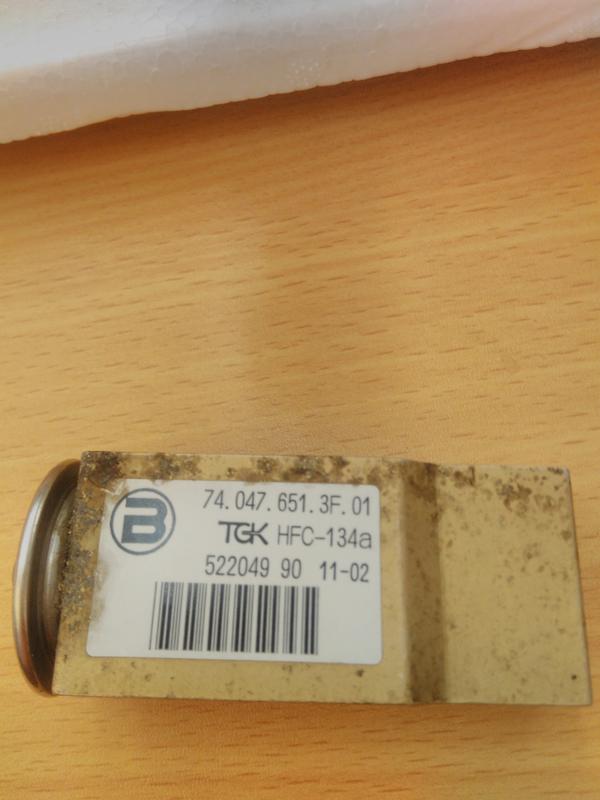 B
74.047.651.3F.01
TGK HFC-134a
522049 90 11-02